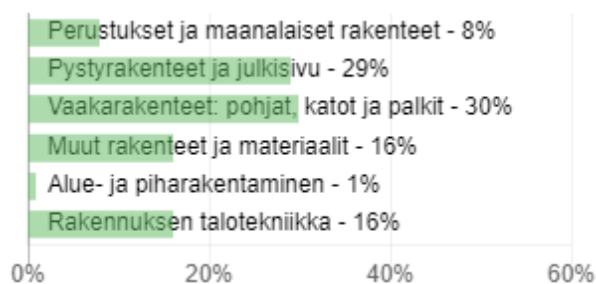 Perustukset ja maanalaiset rakenteet - 8%
Pystyrakenteet ja julkisivu - 29%
Vaakarakenteet: pohjat, katot ja palkit - 30%
Muut rakenteet ja materiaalit - 16%
Alue- ja piharakentaminen - 1%
Rakennuksen talotekniikka - 16%
0% 20% 40% 60%